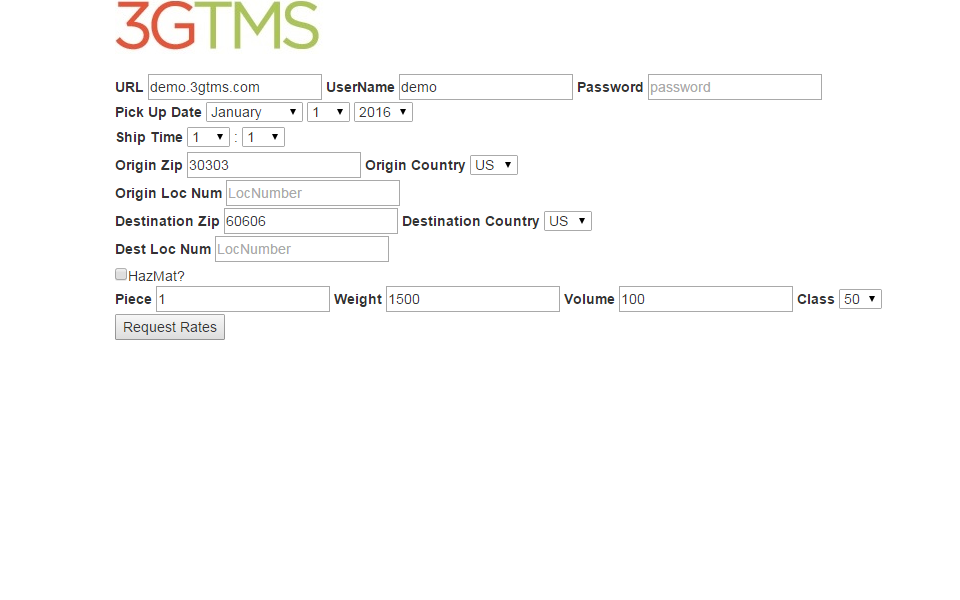 3GTMS
URL demo.3gtms.com UserName demo Password password
Pick Up Date January 1 2016
Ship Time 1 : 1
Origin Zip 30303 Origin Country US
Origin Loc Num LocNumber
Destination Zip 60606 Destination Country US
Dest Loc Num LocNumber
HazMat?
Piece 1 Weight 1500 Volume 100 Class 50
Request Rates